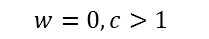 w = 0, c > 1